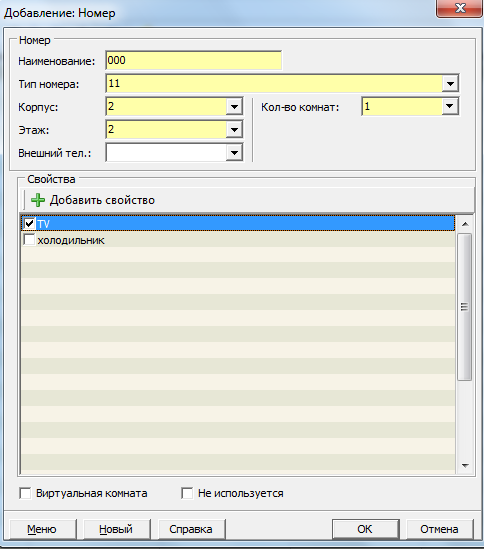 Добавление: Номер
Номер
Наименование: 000
Тип номера: 11
Корпус: 2 Кол-во комнат: 1
Этаж: 2
Внешний тел.:
Свойства
Добавить свойство
TV
холодильник
Виртуальная комната Не используется
Меню Новый Справка OK Отмена